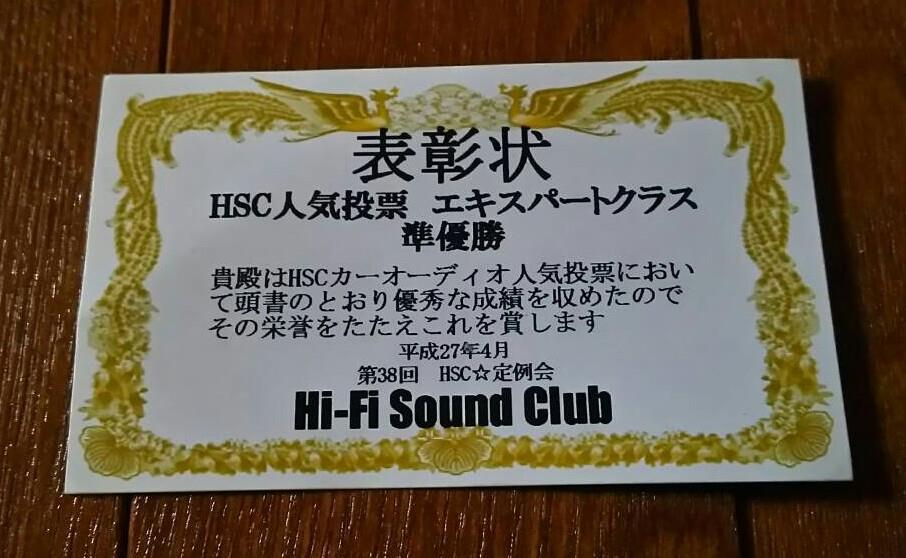 表彰状
HSC人気投票　エキスパートクラス
準優勝
貴殿はHSCカーオーディオ人気投票におい
て頭書のとおり優秀な成績を収めたので
その栄誉をたたえこれを賞します
平成27年4月
第38回　HSC☆定例会
Hi-Fi Sound Club